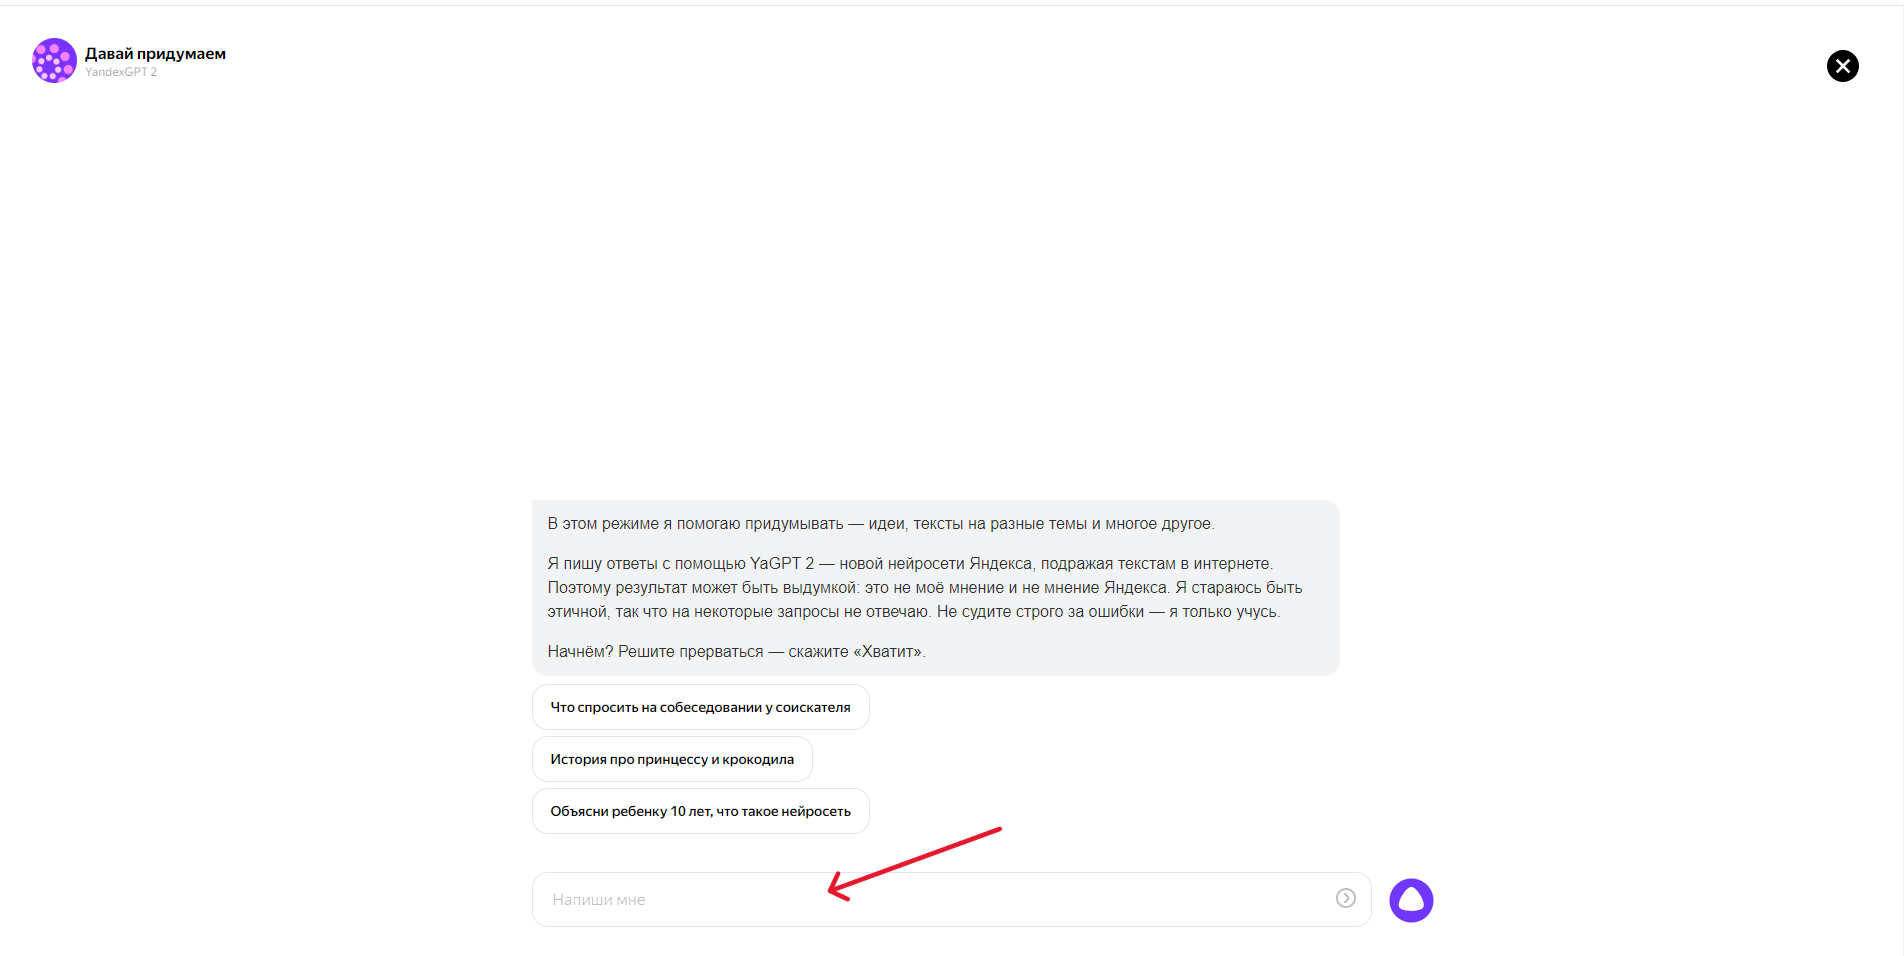 Давай придумаем
YandexGPT 2
В этом режиме я помогаю придумывать — идеи, тексты на разные темы и многое другое.
Я пишу ответы с помощью YaGPT 2 — новой нейросети Яндекса, подражая текстам в интернете.
Поэтому результат может быть выдумкой: это не моё мнение и не мнение Яндекса. Я стараюсь быть
этичной, так что на некоторые запросы не отвечаю. Не судите строго за ошибки — я только учусь.
Начнём? Решите прерваться — скажите «Хватит».
Что спросить на собеседовании у соискателя
История про принцессу и крокодила
Объясни ребенку 10 лет, что такое нейросеть
Напиши мне